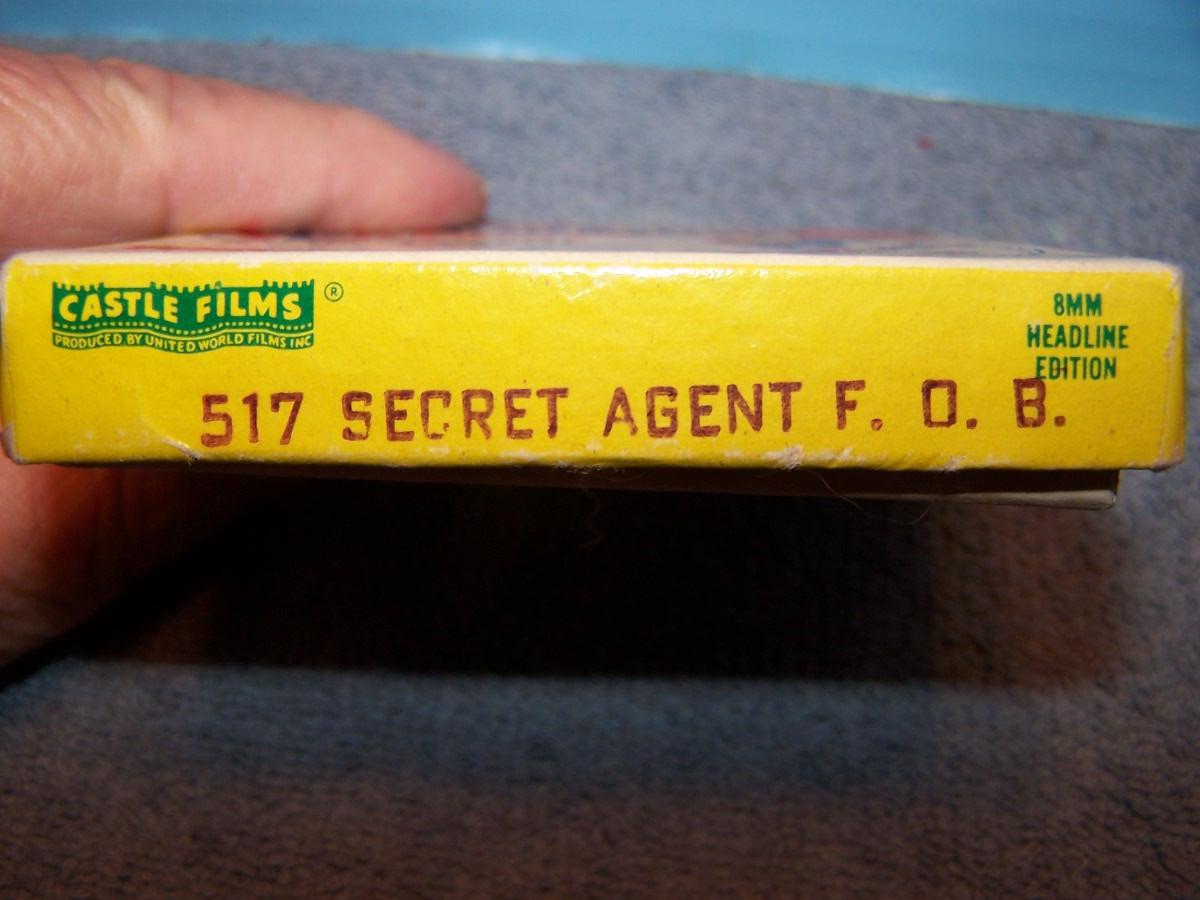 CASTLE FILMS ®
PRODUCED BY UNITED WORLD FILMS INC
8MM
HEADLINE
EDITION
517 SECRET AGENT F. O. B.